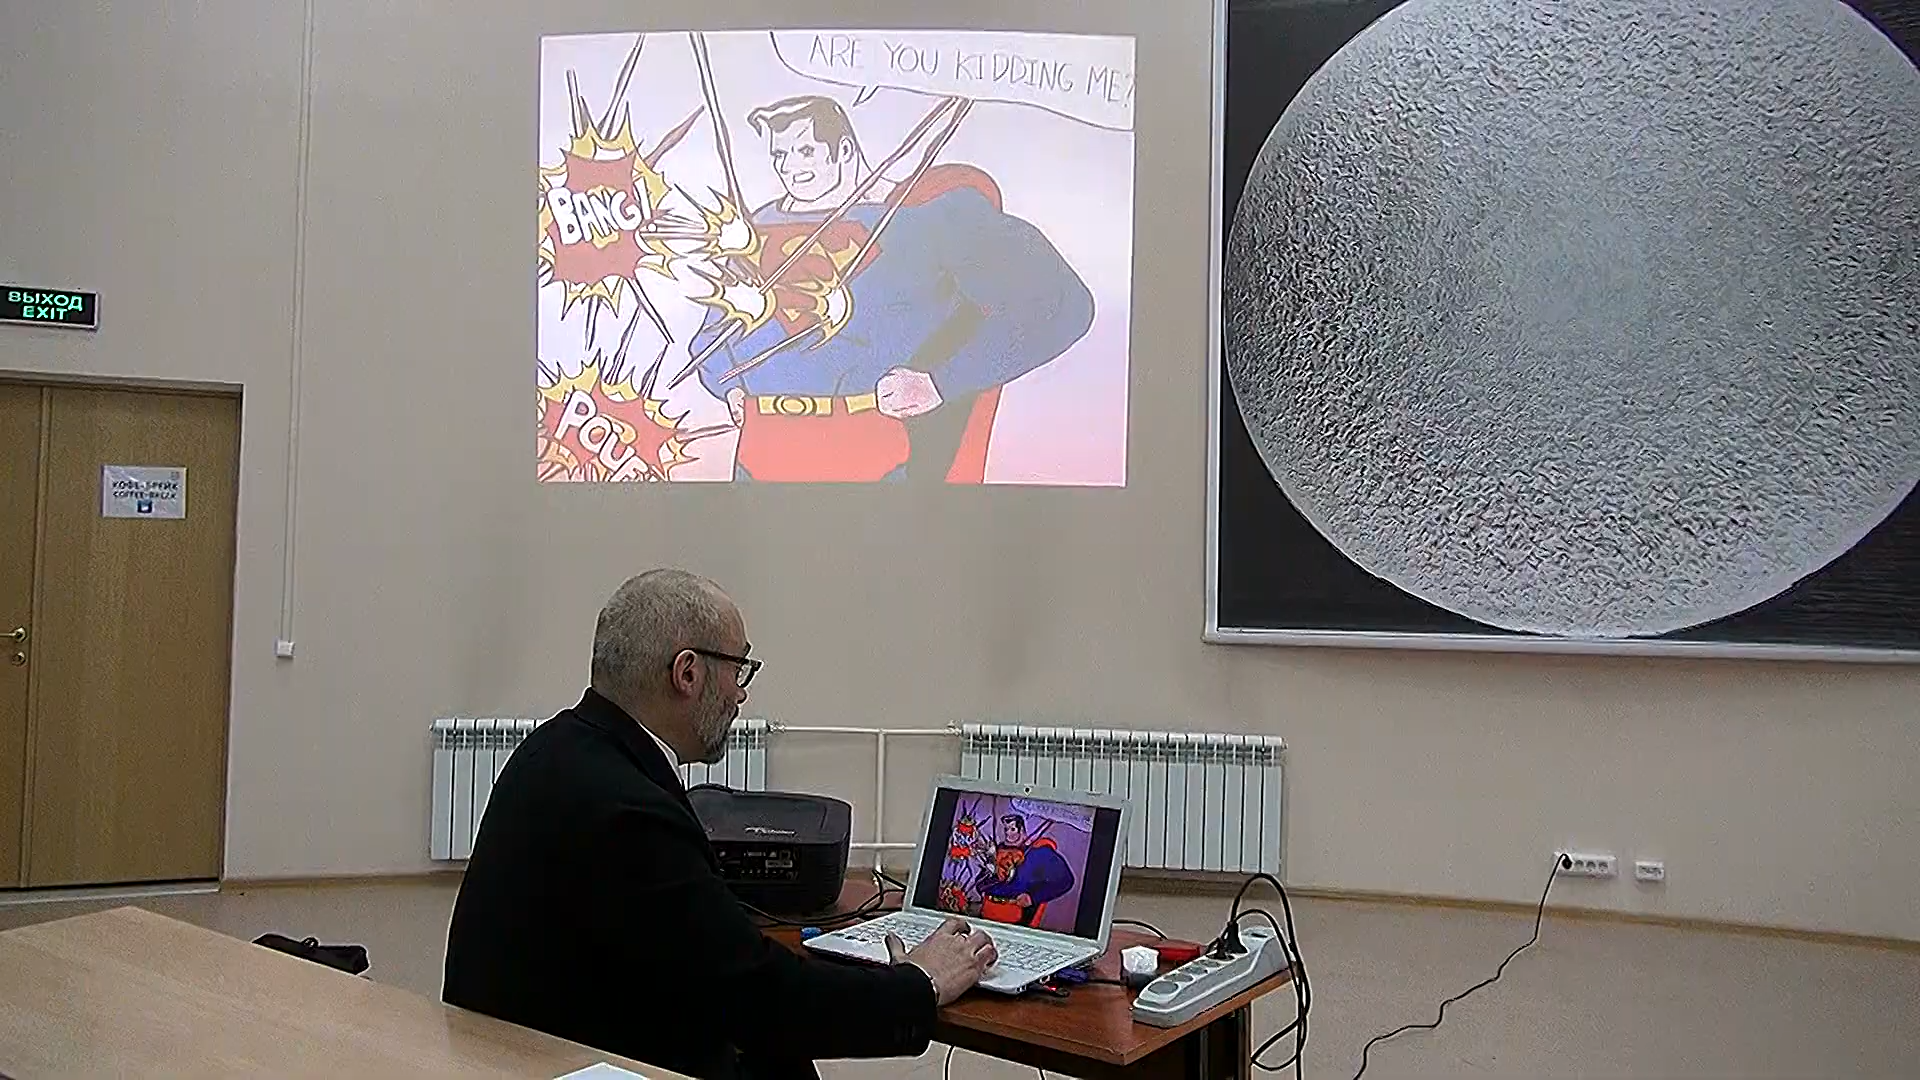 ARE YOU KIDDING ME?
BANG!
POW
ВЫХОД
EXIT
КОФЕ-БРЕЙК
COFFEE-BREAK